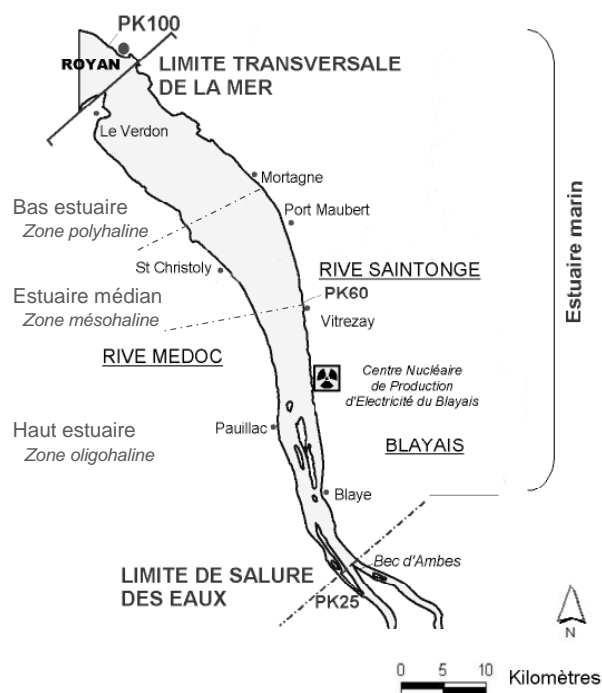 PK100
ROYAN
LIMITE TRANSVERSALE
DE LA MER
Le Verdon
Mortagne
Bas estuaire
Zone polyhaline
Port Maubert
St Christoly
RIVE SAINTONGE
Estuaire marin
Estuaire médian
Zone mésohaline
PK60
Vitrezay
RIVE MEDOC
Centre Nucléaire
de Production
d'Electricité du Blayais
Haut estuaire
Zone oligohaline
Pauillac
BLAYAIS
Blaye
Bec d'Ambes
LIMITE DE SALURE
DES EAUX
PK25
N
0 5 10 Kilomètres